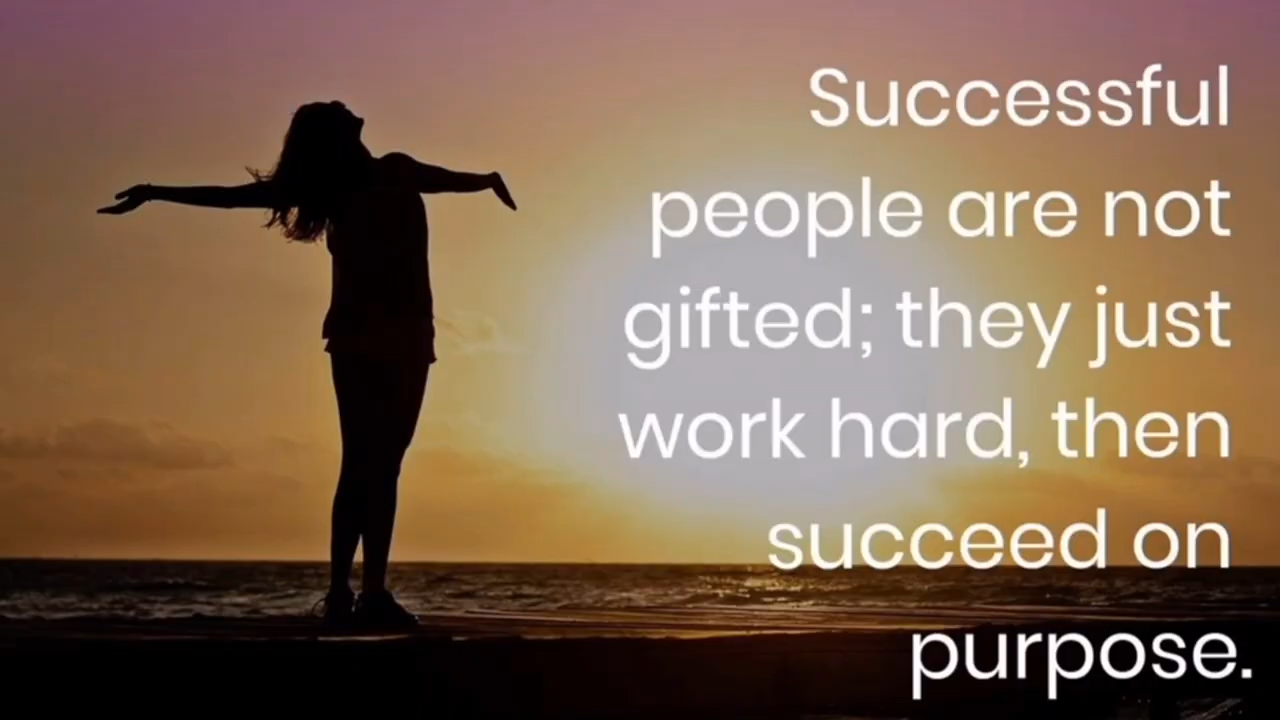 Successful
people are not
gifted; they just
work hard, then
succeed on
purpose.